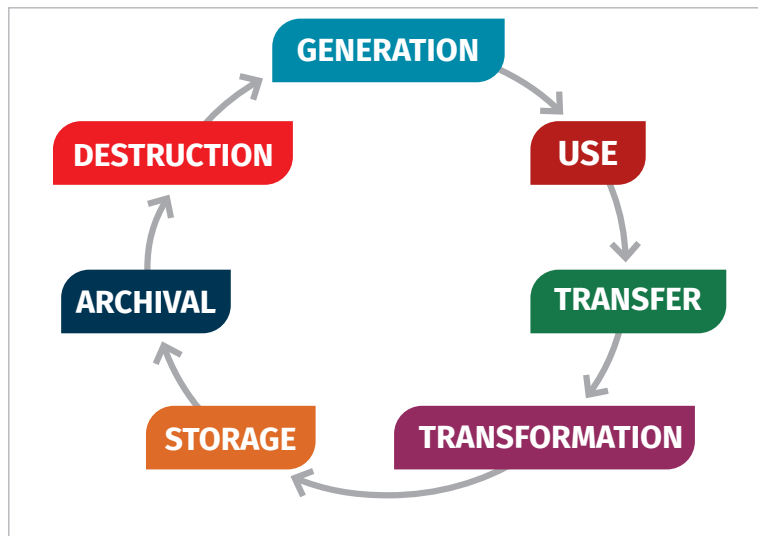 GENERATION
USE
TRANSFER
TRANSFORMATION
STORAGE
ARCHIVAL
DESTRUCTION